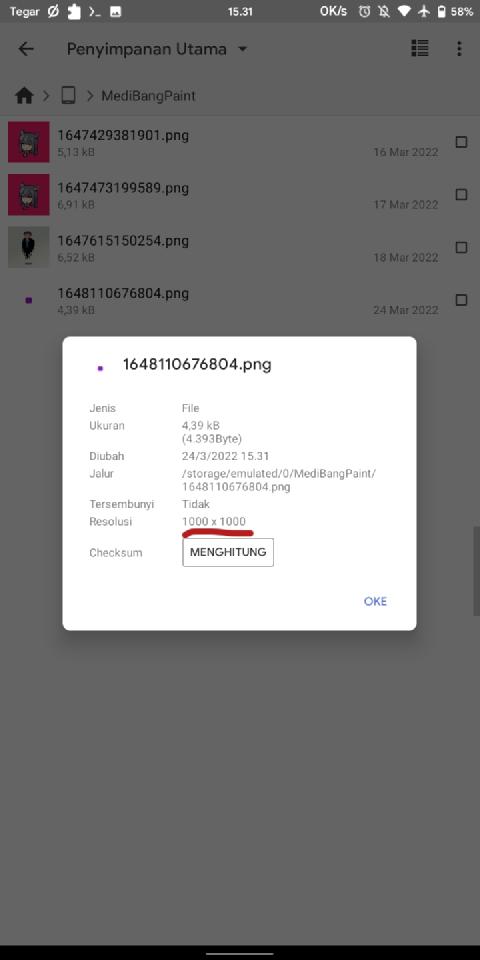 Tegar
15.31
0K/s
58%
Penyimpanan Utama
MediBangPaint
1647429381901.png
5,13 kB
16 Mar 2022
1647473199589.png
6,91 kB
17 Mar 2022
1647615150254.png
6,52 kB
18 Mar 2022
1648110676804.png
4,39 kB
24 Mar 2022
1648110676804.png
Jenis File
Ukuran 4,39 kB
(4.393Byte)
Diubah 24/3/2022 15.31
Jalur /storage/emulated/0/MediBangPaint/
1648110676804.png
Tersembunyi Tidak
Resolusi 1000 x 1000
Checksum MENGHITUNG
OKE